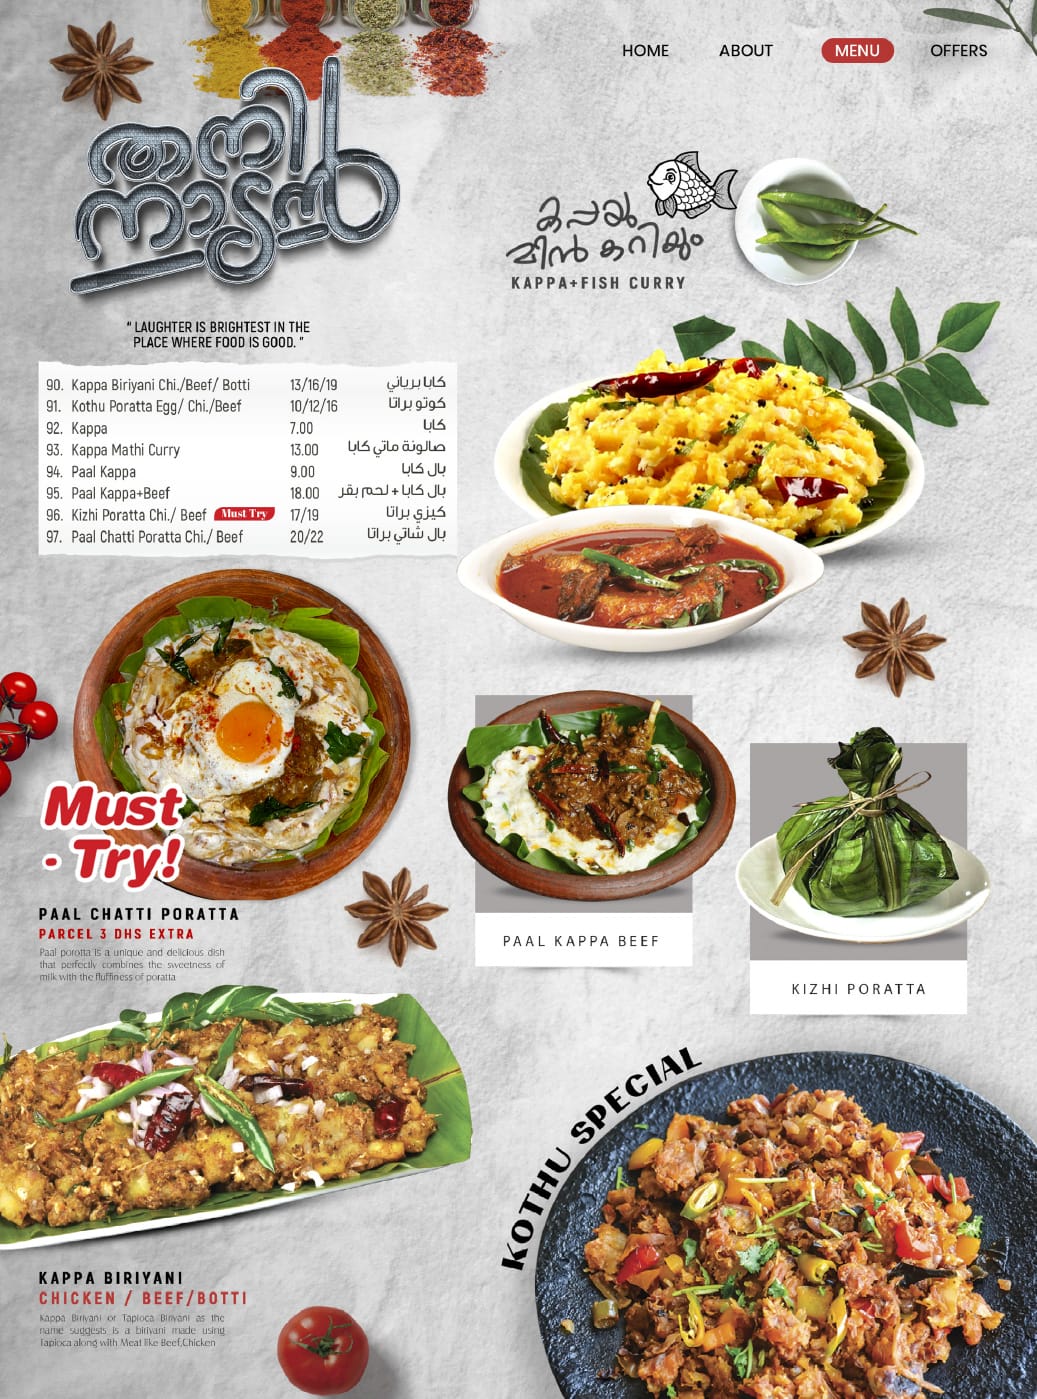 HOME ABOUT MENU OFFERS
തനി
നാടൻ
കപ്പയും
മീൻ കറിയും
KAPPA+FISH CURRY
“ LAUGHTER IS BRIGHTEST IN THE
PLACE WHERE FOOD IS GOOD. ”
90. Kappa Biriyani Chi./Beef/ Botti 13/16/19 كابا برياني
91. Kothu Poratta Egg/ Chi./Beef 10/12/16 كوتو براتا
92. Kappa 7.00 كابا
93. Kappa Mathi Curry 13.00 صالونة ماتي كابا
94. Paal Kappa 9.00 بال كابا
95. Paal Kappa+Beef 18.00 بال كابا + لحم بقر
96. Kizhi Poratta Chi./ Beef Must Try 17/19 كيزي براتا
97. Paal Chatti Poratta Chi./ Beef 20/22 بال شاتي براتا
Must
- Try!
PAAL CHATTI PORATTA
PARCEL 3 DHS EXTRA
Paal porotta is a unique and delicious dish
that perfectly combines the sweetness of
milk with the fluffiness of poratta
PAAL KAPPA BEEF
KIZHI PORATTA
KOTHU SPECIAL
KAPPA BIRIYANI
CHICKEN / BEEF/BOTTI
Kappa Biriyani or Tapioca Biriyani as the
name suggests is a biriyani made using
Tapioca along with Meat like Beef,Chicken